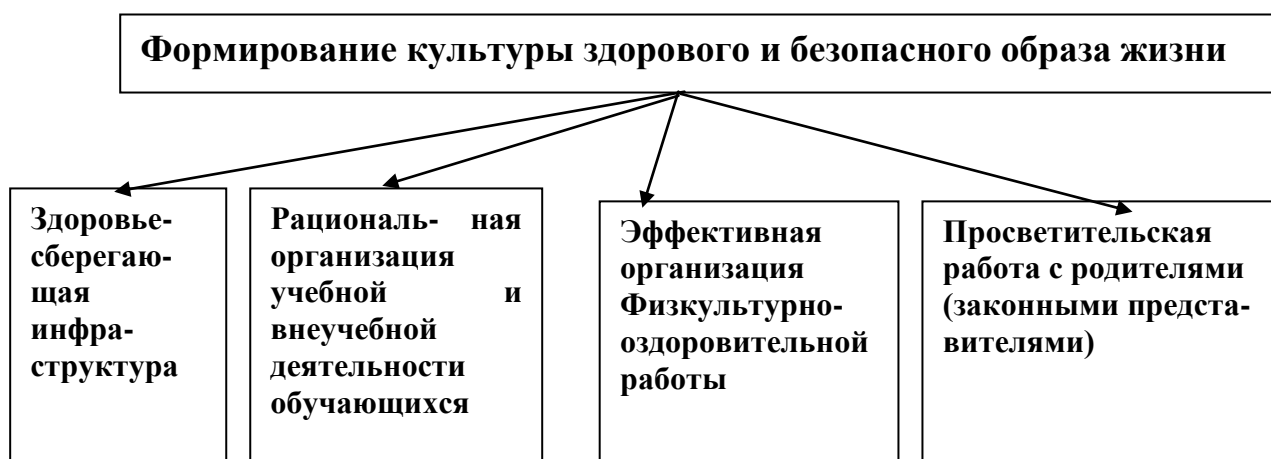 Формирование культуры здорового и безопасного образа жизни
Здоровье-
сберегаю-
щая
инфра-
структура
Рациональ- ная
организация
учебной и
внеучебной
деятельности
обучающихся
Эффективная
организация
Физкультурно-
оздоровительной
работы
Просветительская
работа с родителями
(законными предста-
вителями)